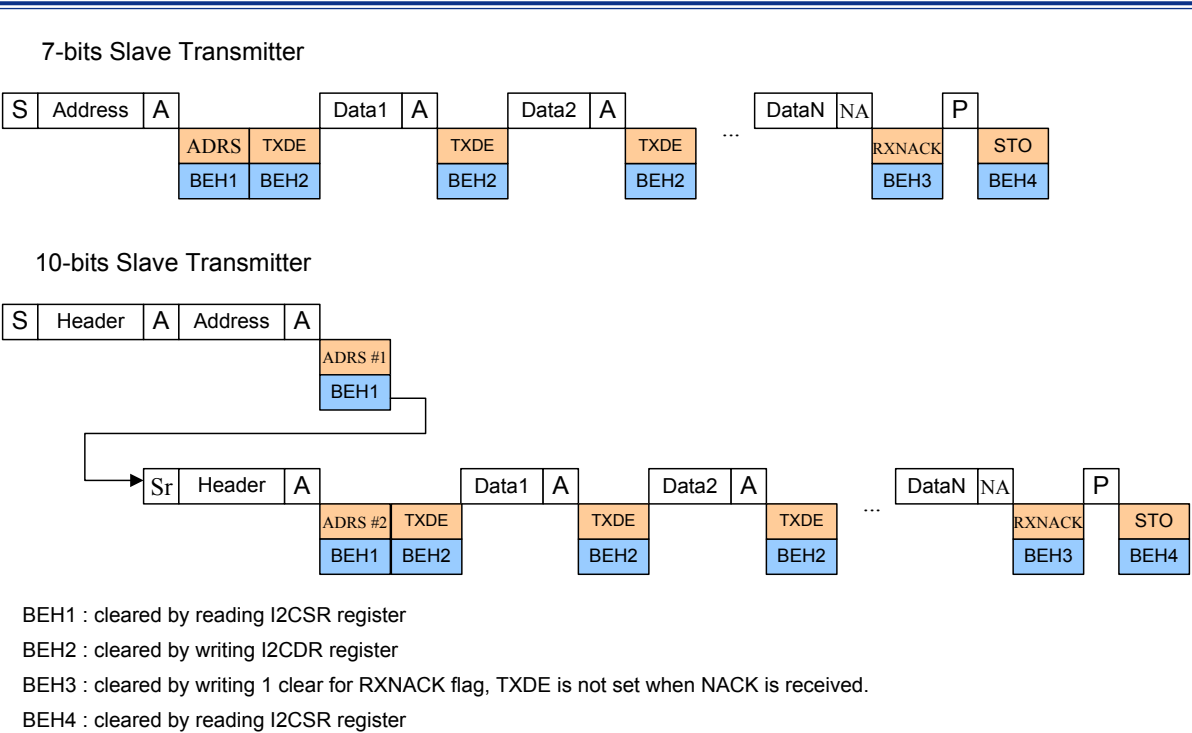 7-bits Slave Transmitter
S Address A Data1 A Data2 A DataN NA P
ADRS TXDE TXDE TXDE ... RXNACK STO
BEH1 BEH2 BEH2 BEH2 BEH3 BEH4
10-bits Slave Transmitter
S Header A Address A
ADRS #1
BEH1
Sr Header A Data1 A Data2 A DataN NA P
ADRS #2 TXDE TXDE TXDE ... RXNACK STO
BEH1 BEH2 BEH2 BEH2 BEH3 BEH4
BEH1 : cleared by reading I2CSR register
BEH2 : cleared by writing I2CDR register
BEH3 : cleared by writing 1 clear for RXNACK flag, TXDE is not set when NACK is received.
BEH4 : cleared by reading I2CSR register